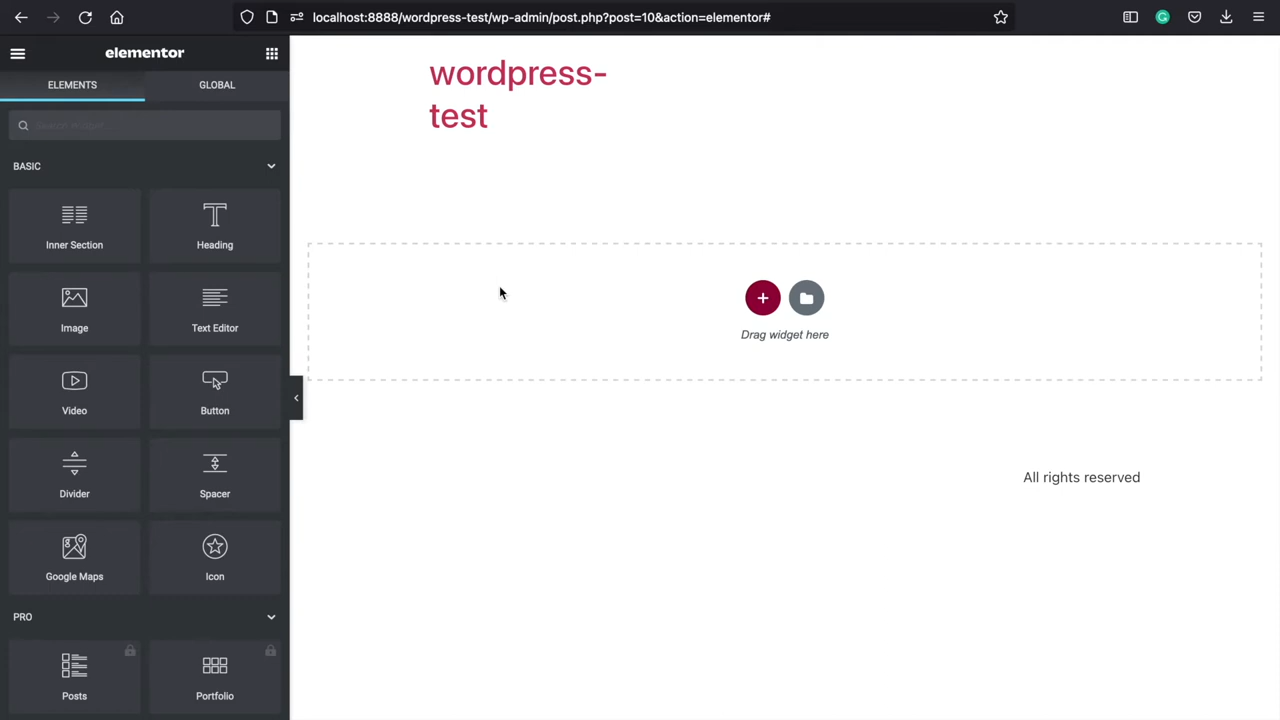 localhost:8888/wordpress-test/wp-admin/post.php?post=10&action=elementor#
elementor
ELEMENTS
GLOBAL
Search Widget...
BASIC
Inner Section
Heading
Image
Text Editor
Video
Button
Divider
Spacer
Google Maps
Icon
PRO
Posts
Portfolio
wordpress-
test
Drag widget here
All rights reserved